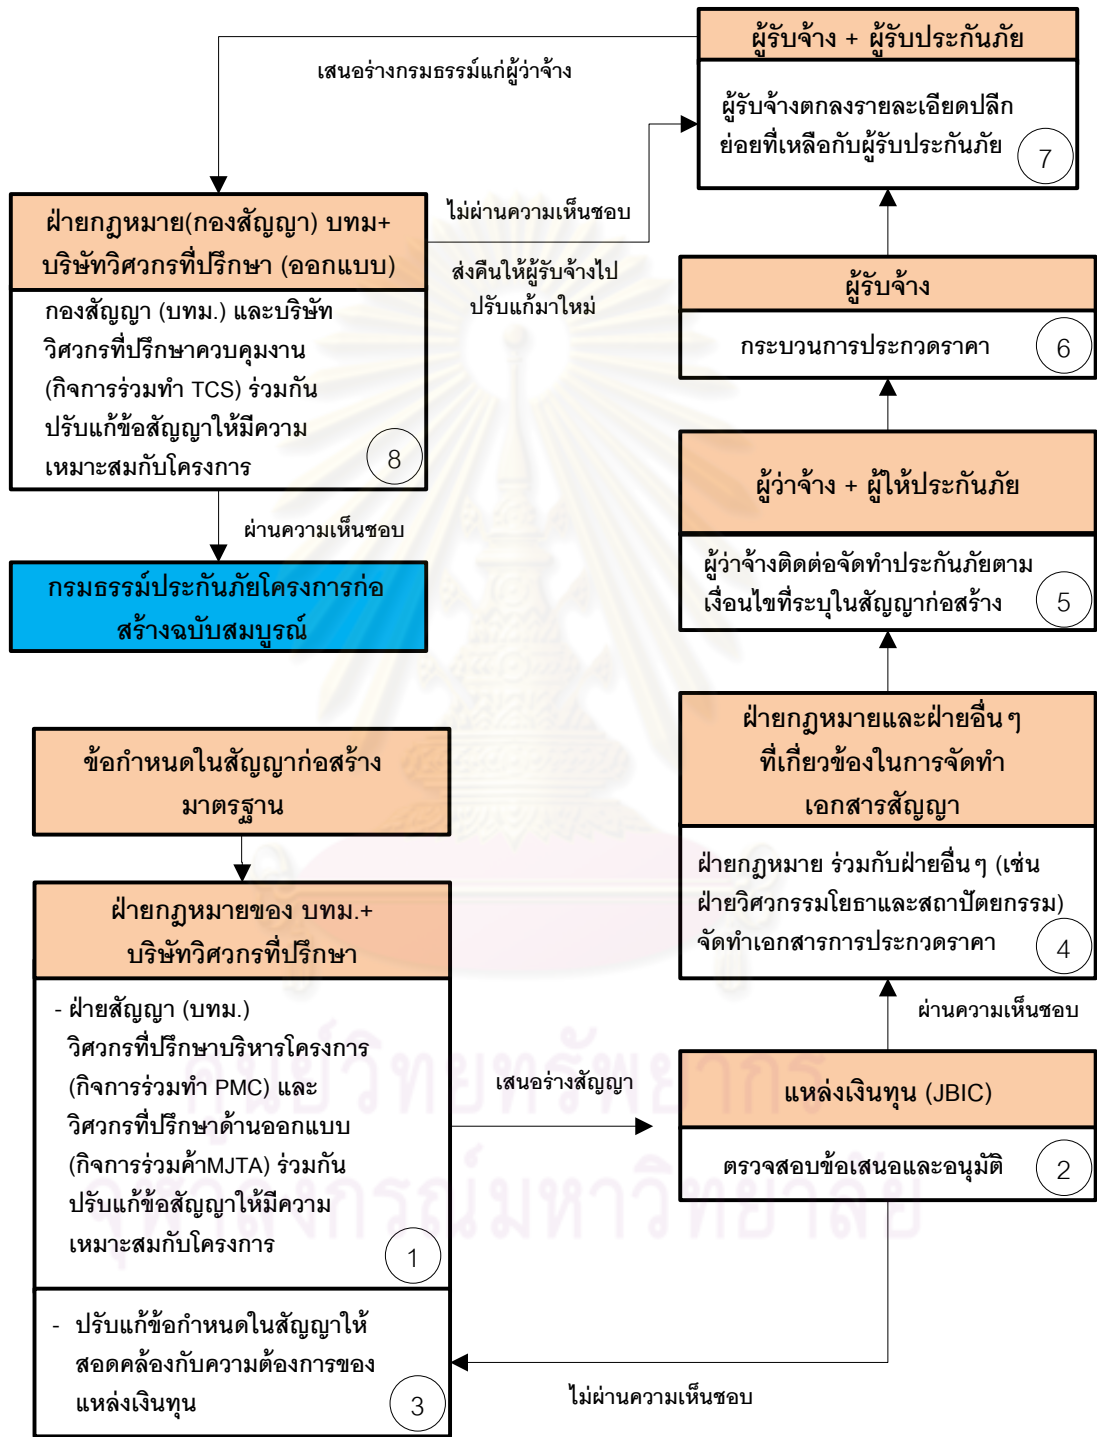 ผู้รับจ้าง + ผู้รับประกันภัย
ผู้รับจ้างตกลงรายละเอียดปลีก
ย่อยที่เหลือกับผู้รับประกันภัย
7
เสนอร่างกรมธรรม์แก่ผู้ว่าจ้าง
ไม่ผ่านความเห็นชอบ
ส่งคืนให้ผู้รับจ้างไป
ปรับแก้มาใหม่
ฝ่ายกฎหมาย(กองสัญญา) บทม+
บริษัทวิศวกรที่ปรึกษา (ออกแบบ)
กองสัญญา (บทม.) และบริษัท
วิศวกรที่ปรึกษาควบคุมงาน
(กิจการร่วมทำ TCS) ร่วมกัน
ปรับแก้ข้อสัญญาให้มีความ
เหมาะสมกับโครงการ
8
ผ่านความเห็นชอบ
กรมธรรม์ประกันภัยโครงการก่อ
สร้างฉบับสมบูรณ์
ผู้รับจ้าง
กระบวนการประกวดราคา
6
ผู้ว่าจ้าง + ผู้ให้ประกันภัย
ผู้ว่าจ้างติดต่อจัดทำประกันภัยตาม
เงื่อนไขที่ระบุในสัญญาก่อสร้าง
5
ฝ่ายกฎหมายและฝ่ายอื่นๆ
ที่เกี่ยวข้องในการจัดทำ
เอกสารสัญญา
ฝ่ายกฎหมาย ร่วมกับฝ่ายอื่นๆ (เช่น
ฝ่ายวิศวกรรมโยธาและสถาปัตยกรรม)
จัดทำเอกสารการประกวดราคา
4
ผ่านความเห็นชอบ
ข้อกำหนดในสัญญาก่อสร้าง
มาตรฐาน
ฝ่ายกฎหมายของ บทม.+
บริษัทวิศวกรที่ปรึกษา
- ฝ่ายสัญญา (บทม.)
วิศวกรที่ปรึกษาบริหารโครงการ
(กิจการร่วมทำ PMC) และ
วิศวกรที่ปรึกษาด้านออกแบบ
(กิจการร่วมค้าMJTA) ร่วมกัน
ปรับแก้ข้อสัญญาให้มีความ
เหมาะสมกับโครงการ
1
- ปรับแก้ข้อกำหนดในสัญญาให้
สอดคล้องกับความต้องการของ
แหล่งเงินทุน
3
เสนอร่างสัญญา
แหล่งเงินทุน (JBIC)
ตรวจสอบข้อเสนอและอนุมัติ
2
ไม่ผ่านความเห็นชอบ
ศูนย์วิทยทรัพยากร
จุฬาลงกรณ์มหาวิทยาลัย